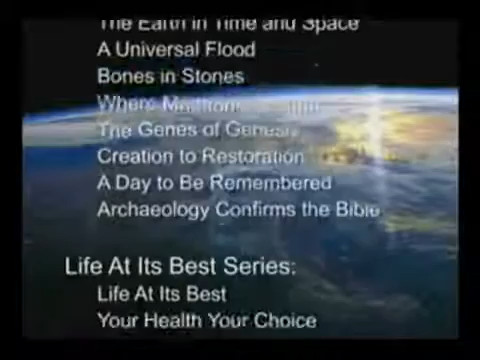 The Earth in Time and Space
A Universal Flood
Bones in Stones
Where
The Genes of Genesis
Creation to Restoration
A Day to Be Remembered
Archaeology Confirms the Bible
Life At Its Best Series:
Life At Its Best
Your Health Your Choice